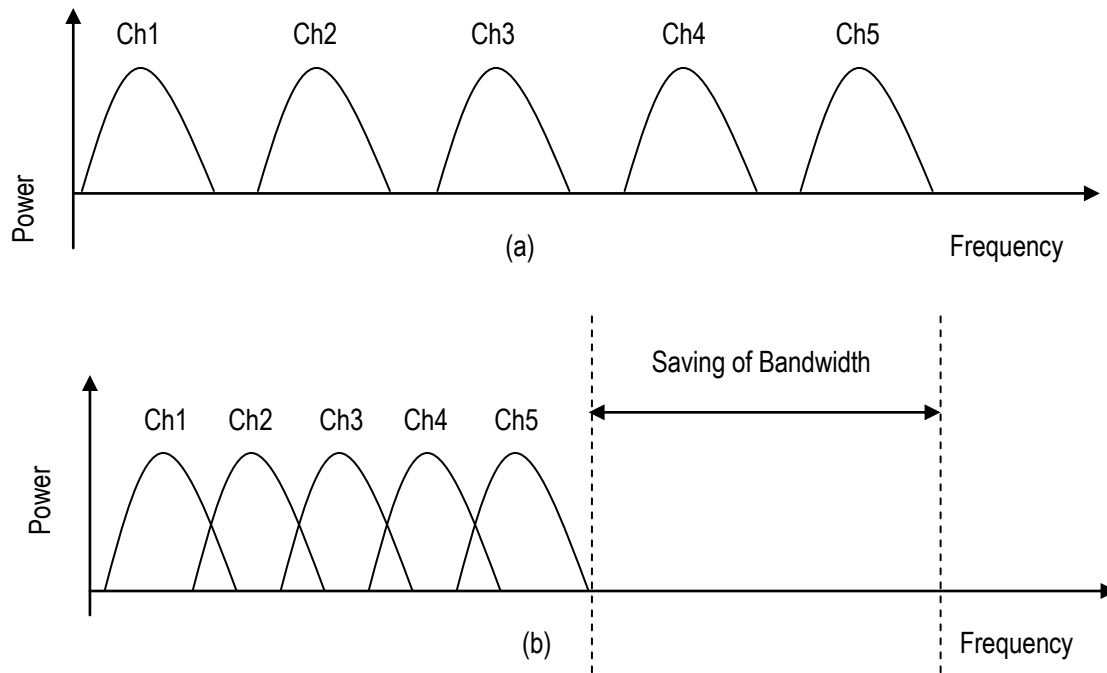 Ch1 Ch2 Ch3 Ch4 Ch5
Power
(a)
Frequency
Saving of Bandwidth
Ch1 Ch2 Ch3 Ch4 Ch5
Power
(b)
Frequency